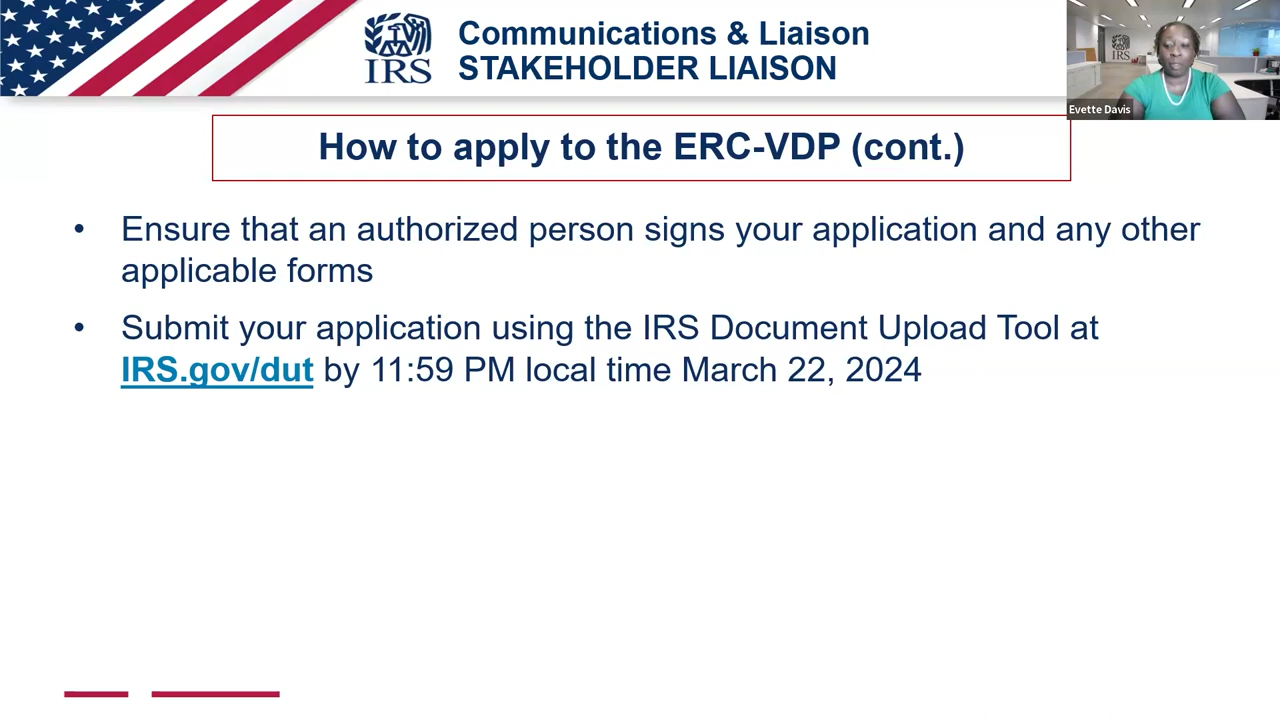 IRS
Communications & Liaison
STAKEHOLDER LIAISON
IRS
Evette Davis
How to apply to the ERC-VDP (cont.)
• Ensure that an authorized person signs your application and any other
applicable forms
• Submit your application using the IRS Document Upload Tool at
IRS.gov/dut by 11:59 PM local time March 22, 2024